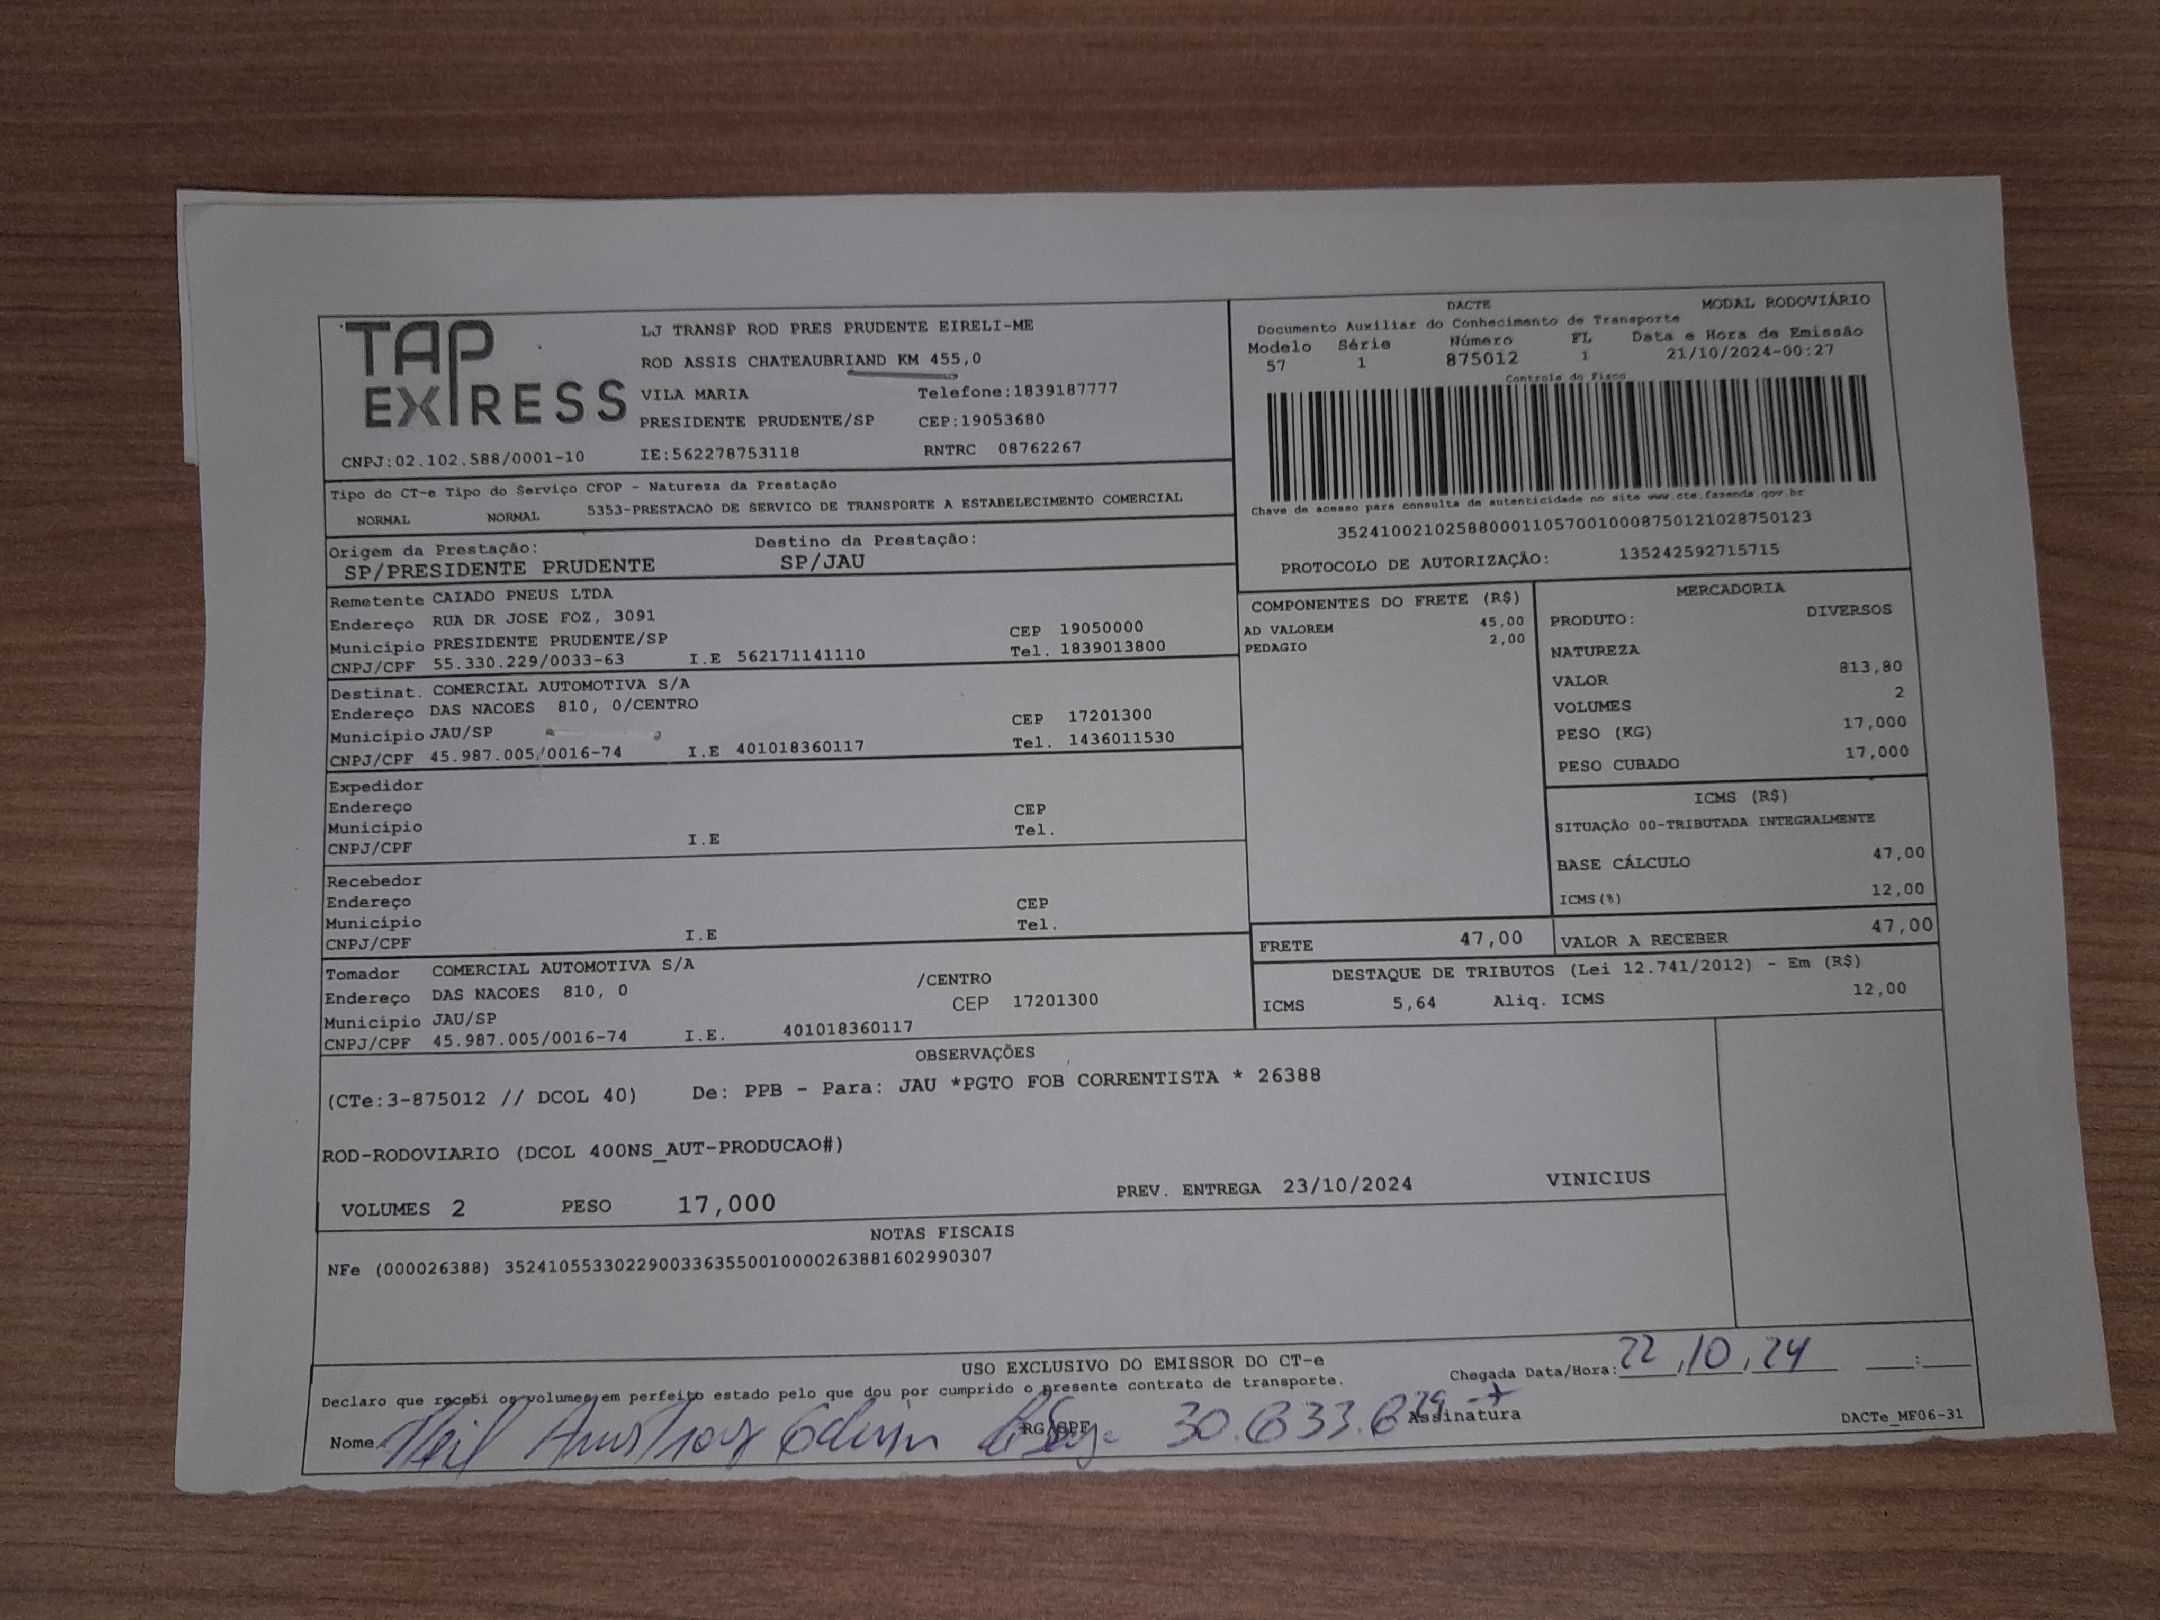 TAP
EXPRESS
LJ TRANSP ROD PRES PRUDENTE EIRELI-ME
ROD ASSIS CHATEAUBRIAND KM 455,0
VILA MARIA Telefone:1839187777
PRESIDENTE PRUDENTE/SP CEP:19053680
CNPJ:02.102.588/0001-10 IE:562278753118 RNTRC 08762267
DACTE MODAL RODOVIÁRIO
Documento Auxiliar do Conhecimento de Transporte
Modelo Série Número FL Data e Hora de Emissão
57 1 875012 1 21/10/2024-00:27
Controle do Fisco
Chave de acesso para consulta de autenticidade no site www.cte.fazenda.gov.br
35241002102588000110570010008750121028750123
PROTOCOLO DE AUTORIZAÇÃO: 135242592715715
Tipo do CT-e Tipo do Serviço CFOP - Natureza da Prestação
NORMAL NORMAL 5353-PRESTACAO DE SERVICO DE TRANSPORTE A ESTABELECIMENTO COMERCIAL
Origem da Prestação: Destino da Prestação:
SP/PRESIDENTE PRUDENTE SP/JAU
Remetente CAIADO PNEUS LTDA
Endereço RUA DR JOSE FOZ, 3091
Município PRESIDENTE PRUDENTE/SP CEP 19050000
CNPJ/CPF 55.330.229/0033-63 I.E 562171141110 Tel. 1839013800
Destinat. COMERCIAL AUTOMOTIVA S/A
Endereço DAS NACOES 810, 0/CENTRO
Município JAU/SP CEP 17201300
CNPJ/CPF 45.987.005/0016-74 I.E 401018360117 Tel. 1436011530
Expedidor
Endereço CEP
Município Tel.
CNPJ/CPF I.E
Recebedor
Endereço CEP
Município Tel.
CNPJ/CPF I.E
Tomador COMERCIAL AUTOMOTIVA S/A /CENTRO
Endereço DAS NACOES 810, 0 CEP 17201300
Município JAU/SP
CNPJ/CPF 45.987.005/0016-74 I.E. 401018360117
COMPONENTES DO FRETE (R$)
AD VALOREM 45,00
PEDAGIO 2,00
MERCADORIA
PRODUTO: DIVERSOS
NATUREZA
VALOR 813,80
VOLUMES 2
PESO (KG) 17,000
PESO CUBADO 17,000
ICMS (R$)
SITUAÇÃO 00-TRIBUTADA INTEGRALMENTE
BASE CÁLCULO 47,00
ICMS(%) 12,00
FRETE 47,00 VALOR A RECEBER 47,00
DESTAQUE DE TRIBUTOS (Lei 12.741/2012) - Em (R$)
ICMS 5,64 Aliq. ICMS 12,00
OBSERVAÇÕES
(CTe:3-875012 // DCOL 40) De: PPB - Para: JAU *PGTO FOB CORRENTISTA * 26388
ROD-RODOVIARIO (DCOL 400NS_AUT-PRODUCAO#)
VOLUMES 2 PESO 17,000 PREV. ENTREGA 23/10/2024 VINICIUS
NOTAS FISCAIS
NFe (000026388) 35241055330229003363550010000263881602990307
USO EXCLUSIVO DO EMISSOR DO CT-e
Chegada Data/Hora: 22,10,24 :
Declaro que recebi os volumes em perfeito estado pelo que dou por cumprido o presente contrato de transporte.
Nome RG/CPF Assinatura
DACTe_MF06-31